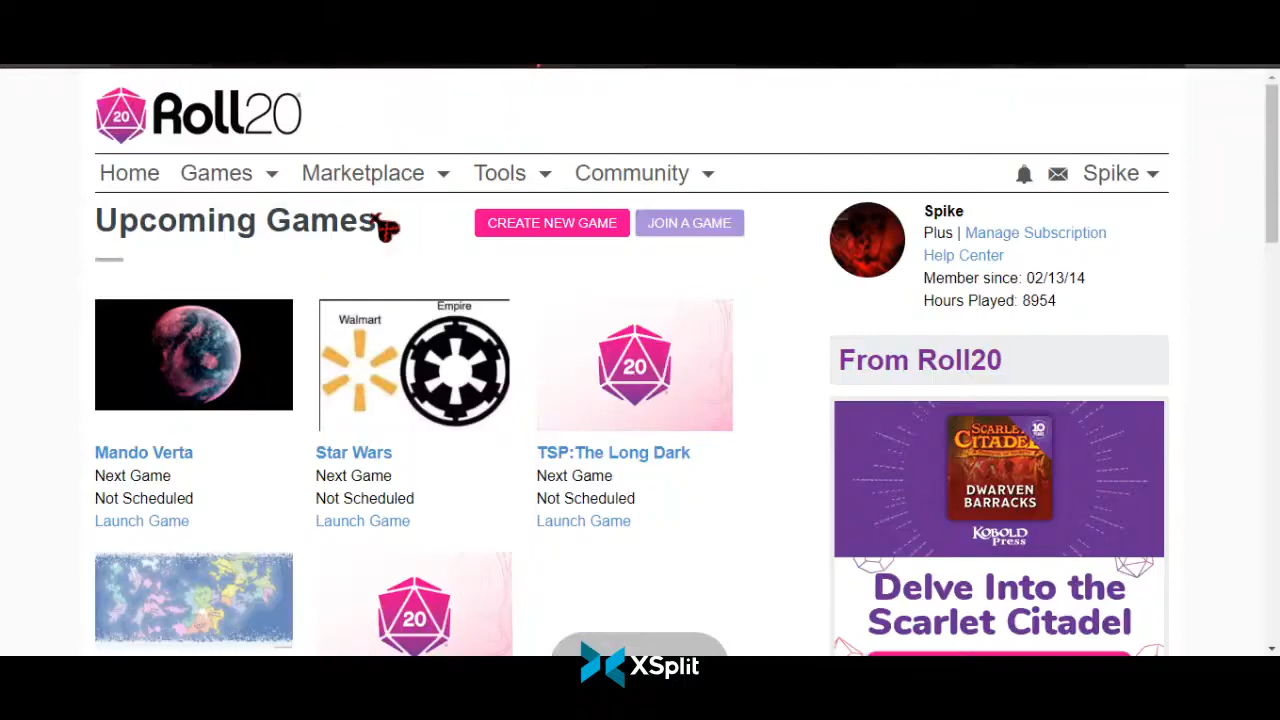 20 Roll20
Home Games Marketplace Tools Community Spike
Upcoming Games
CREATE NEW GAME JOIN A GAME
Spike
Plus | Manage Subscription
Help Center
Member since: 02/13/14
Hours Played: 8954
Walmart
Empire
20
Mando Verta
Next Game
Not Scheduled
Launch Game
Star Wars
Next Game
Not Scheduled
Launch Game
TSP:The Long Dark
Next Game
Not Scheduled
Launch Game
20
From Roll20
SCARLET
CITADEL
DWARVEN
BARRACKS
KOBOLD
Press
Delve Into the
Scarlet Citadel
XSplit